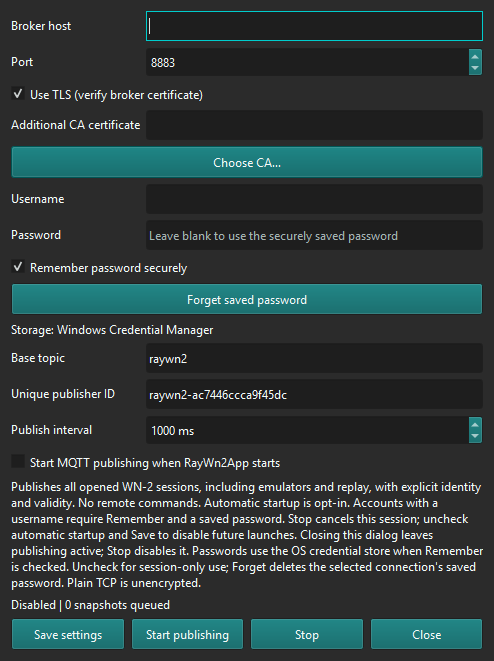 Broker host
Port 8883
Use TLS (verify broker certificate)
Additional CA certificate
Choose CA...
Username
Password Leave blank to use the securely saved password
Remember password securely
Forget saved password
Storage: Windows Credential Manager
Base topic raywn2
Unique publisher ID raywn2-ac7446ccca9f45dc
Publish interval 1000 ms
Start MQTT publishing when RayWn2App starts
Publishes all opened WN-2 sessions, including emulators and replay, with explicit identity
and validity. No remote commands. Automatic startup is opt-in. Accounts with a
username require Remember and a saved password. Stop cancels this session; uncheck
automatic startup and Save to disable future launches. Closing this dialog leaves
publishing active; Stop disables it. Passwords use the OS credential store when Remember
is checked. Uncheck for session-only use; Forget deletes the selected connection's saved
password. Plain TCP is unencrypted.
Disabled | 0 snapshots queued
Save settings Start publishing Stop Close